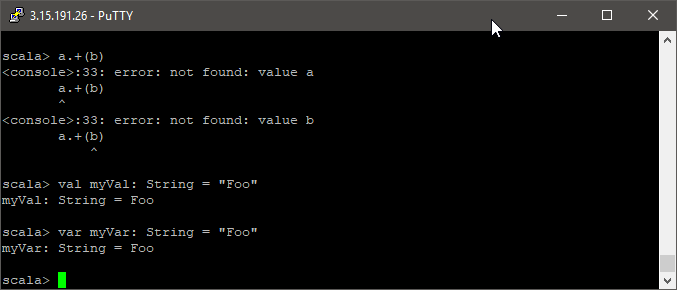 3.15.191.26 - PuTTY
scala> a.+(b)
<console>:33: error: not found: value a
       a.+(b)
       ^
<console>:33: error: not found: value b
       a.+(b)
           ^
scala> val myVal: String = "Foo"
myVal: String = Foo
scala> var myVar: String = "Foo"
myVar: String = Foo
scala>